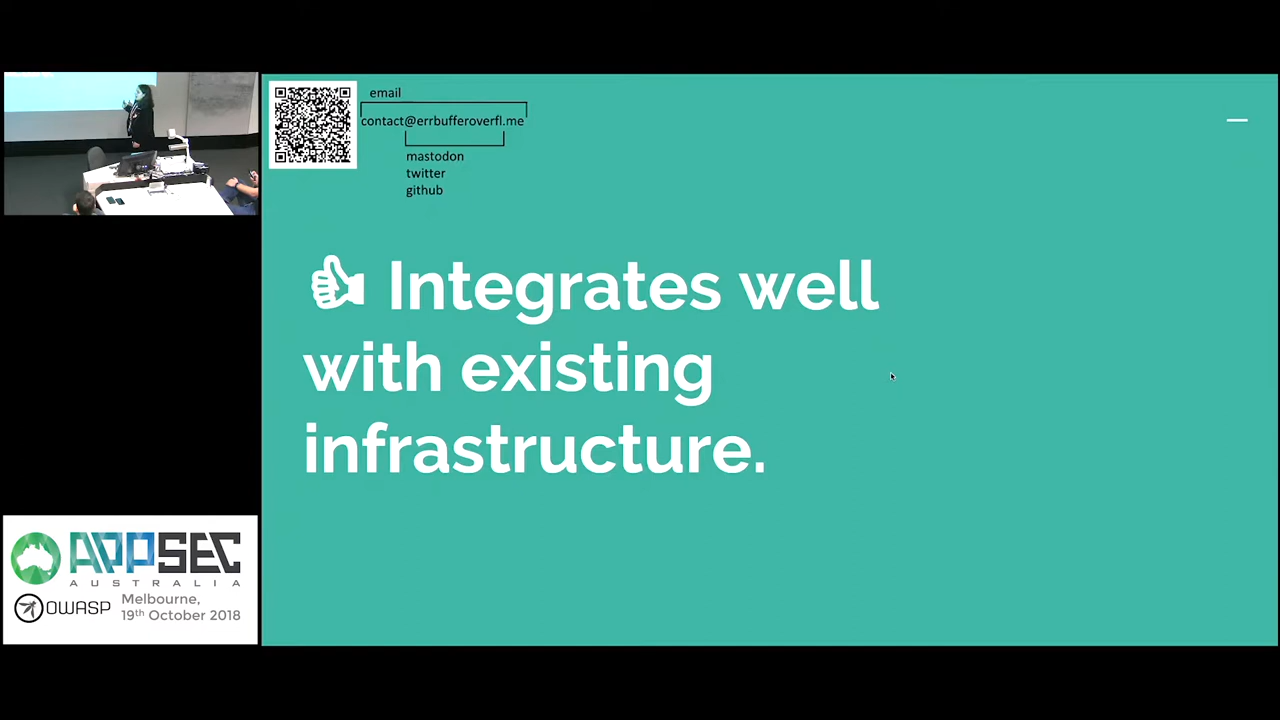 email
contact@errbufferoverfl.me
mastodon
twitter
github
👍 Integrates well
with existing
infrastructure.
APPSEC
AUSTRALIA
OWASP
Melbourne,
19th October 2018